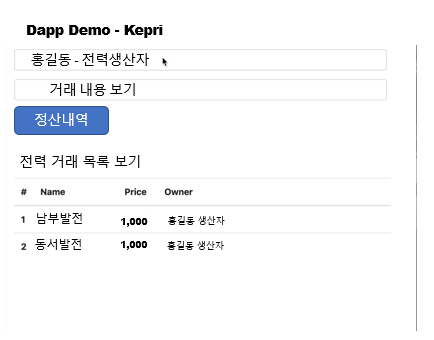 Dapp Demo - Kepri
홍길동 - 전력생산자
거래 내용 보기
정산내역
전력 거래 목록 보기
# Name Price Owner
1 남부발전 1,000 홍길동 생산자
2 동서발전 1,000 홍길동 생산자